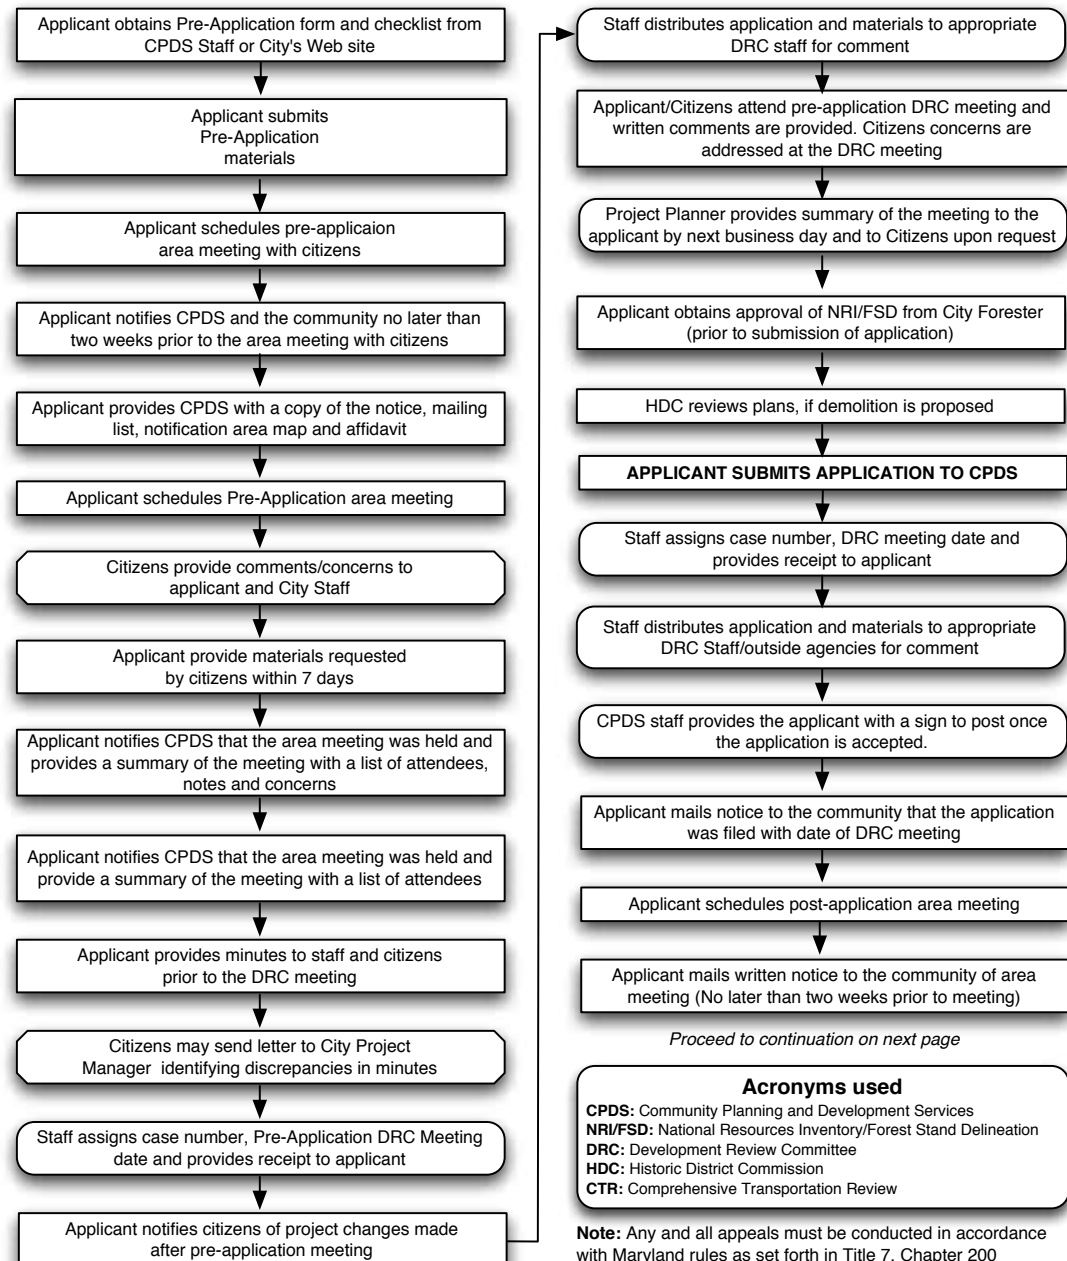 Applicant obtains Pre-Application form and checklist from
CPDS Staff or City's Web site
Applicant submits
Pre-Application
materials
Applicant schedules pre-applicaion
area meeting with citizens
Applicant notifies CPDS and the community no later than
two weeks prior to the area meeting with citizens
Applicant provides CPDS with a copy of the notice, mailing
list, notification area map and affidavit
Applicant schedules Pre-Application area meeting
Citizens provide comments/concerns to
applicant and City Staff
Applicant provide materials requested
by citizens within 7 days
Applicant notifies CPDS that the area meeting was held and
provides a summary of the meeting with a list of attendees,
notes and concerns
Applicant notifies CPDS that the area meeting was held and
provide a summary of the meeting with a list of attendees
Applicant provides minutes to staff and citizens
prior to the DRC meeting
Citizens may send letter to City Project
Manager identifying discrepancies in minutes
Staff assigns case number, Pre-Application DRC Meeting
date and provides receipt to applicant
Applicant notifies citizens of project changes made
after pre-application meeting
Staff distributes application and materials to appropriate
DRC staff for comment
Applicant/Citizens attend pre-application DRC meeting and
written comments are provided. Citizens concerns are
addressed at the DRC meeting
Project Planner provides summary of the meeting to the
applicant by next business day and to Citizens upon request
Applicant obtains approval of NRI/FSD from City Forester
(prior to submission of application)
HDC reviews plans, if demolition is proposed
APPLICANT SUBMITS APPLICATION TO CPDS
Staff assigns case number, DRC meeting date and
provides receipt to applicant
Staff distributes application and materials to appropriate
DRC Staff/outside agencies for comment
CPDS staff provides the applicant with a sign to post once
the application is accepted.
Applicant mails notice to the community that the application
was filed with date of DRC meeting
Applicant schedules post-application area meeting
Applicant mails written notice to the community of area
meeting (No later than two weeks prior to meeting)
Proceed to continuation on next page
Acronyms used
CPDS: Community Planning and Development Services
NRI/FSD: National Resources Inventory/Forest Stand Delineation
DRC: Development Review Committee
HDC: Historic District Commission
CTR: Comprehensive Transportation Review
Note: Any and all appeals must be conducted in accordance
with Maryland rules as set forth in Title 7, Chapter 200